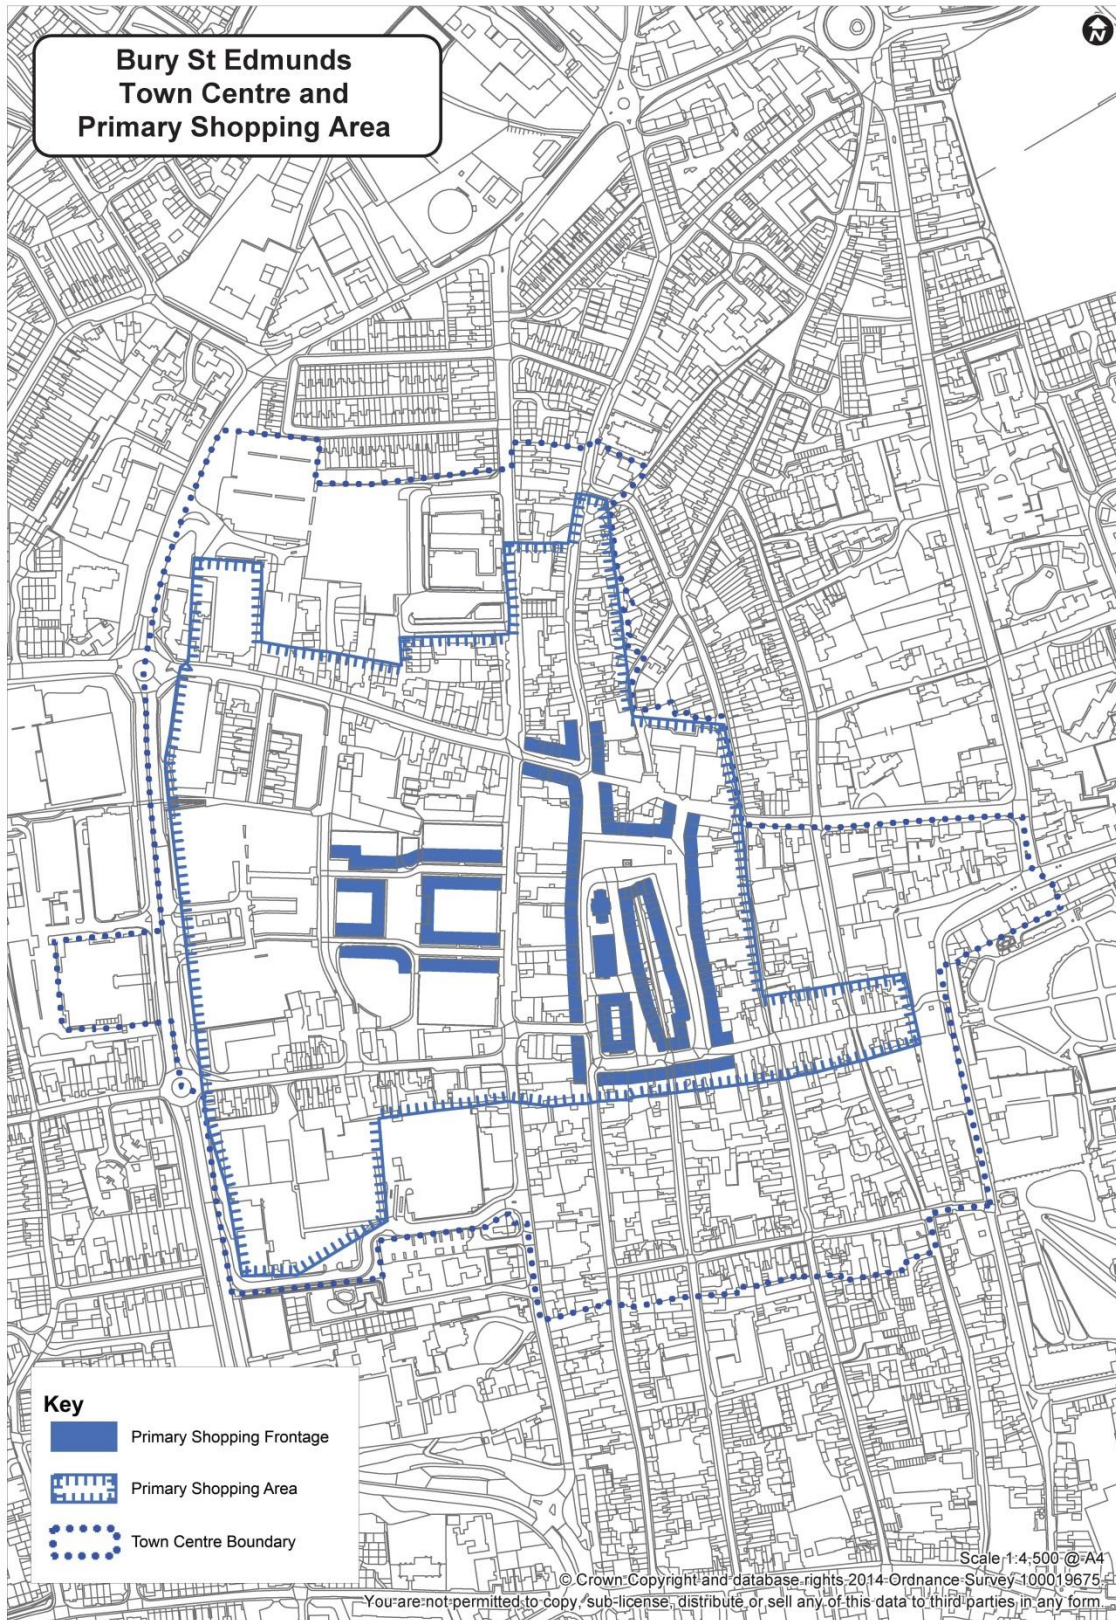 Bury St Edmunds
Town Centre and
Primary Shopping Area
N
Key
Primary Shopping Frontage
Primary Shopping Area
Town Centre Boundary
Scale 1:4,500 @ A4
© Crown Copyright and database rights 2014 Ordnance Survey 100019675
You are not permitted to copy, sub-license, distribute or sell any of this data to third parties in any form.